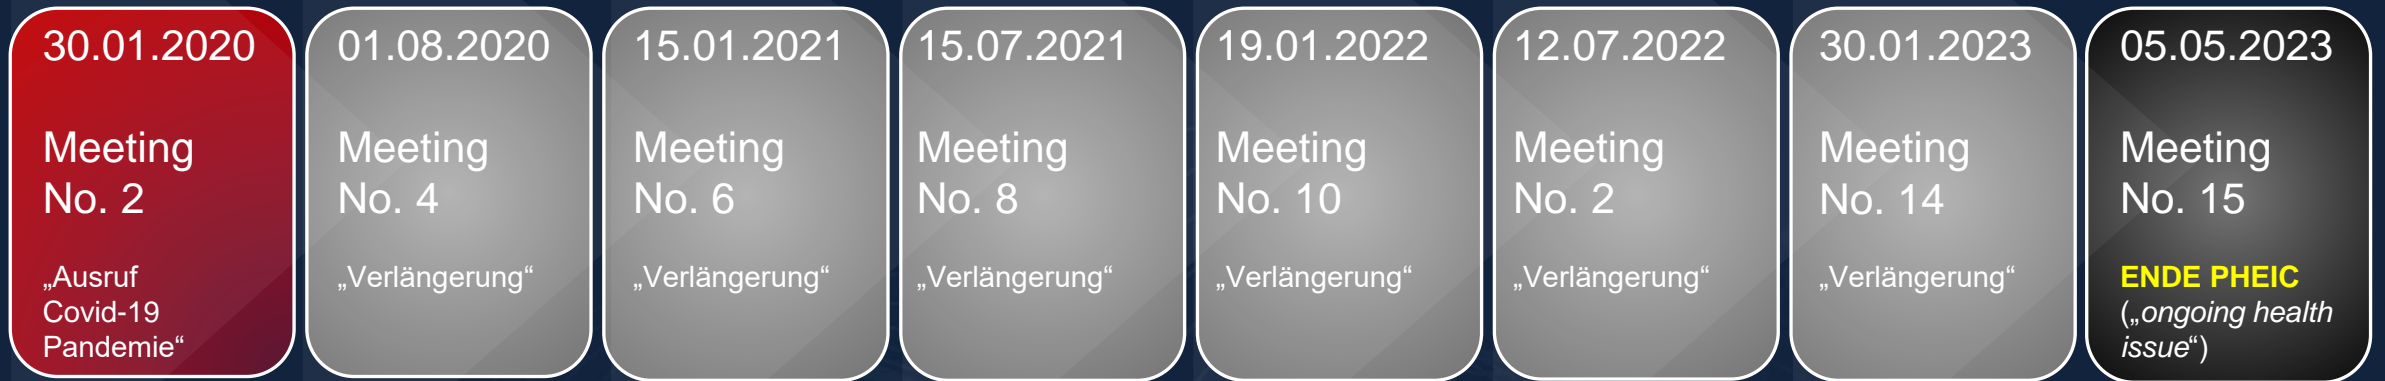 30.01.2020
Meeting
No. 2
„Ausruf
Covid-19
Pandemie“
01.08.2020
Meeting
No. 4
„Verlängerung“
15.01.2021
Meeting
No. 6
„Verlängerung“
15.07.2021
Meeting
No. 8
„Verlängerung“
19.01.2022
Meeting
No. 10
„Verlängerung“
12.07.2022
Meeting
No. 2
„Verlängerung“
30.01.2023
Meeting
No. 14
„Verlängerung“
05.05.2023
Meeting
No. 15
ENDE PHEIC
(„ongoing health
issue“)